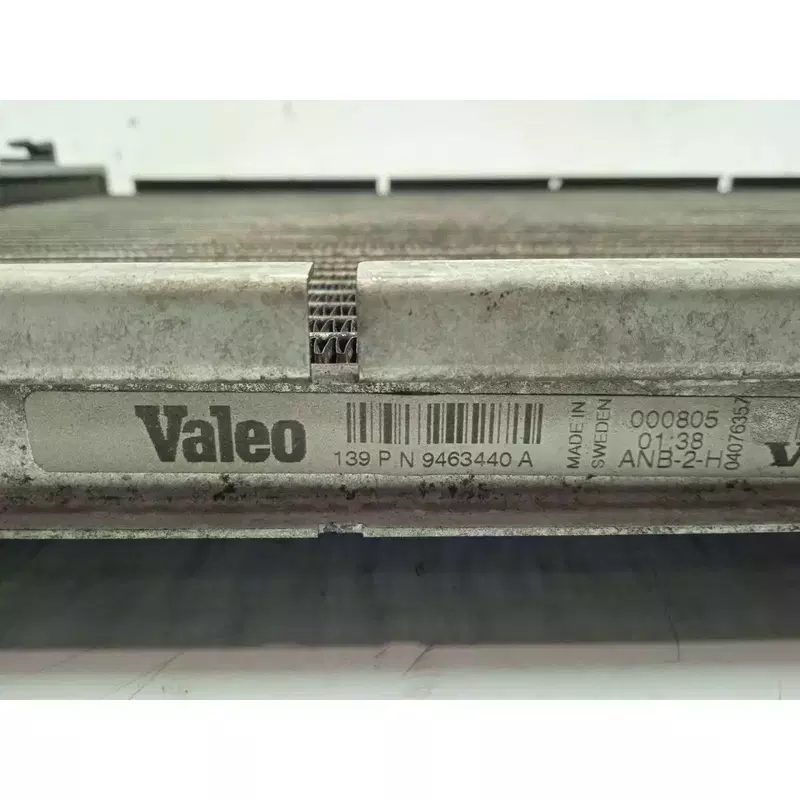 Valeo
139 P N 9463440 A
MADE IN
SWEDEN
000805
01:38
ANB-2-H
04076357